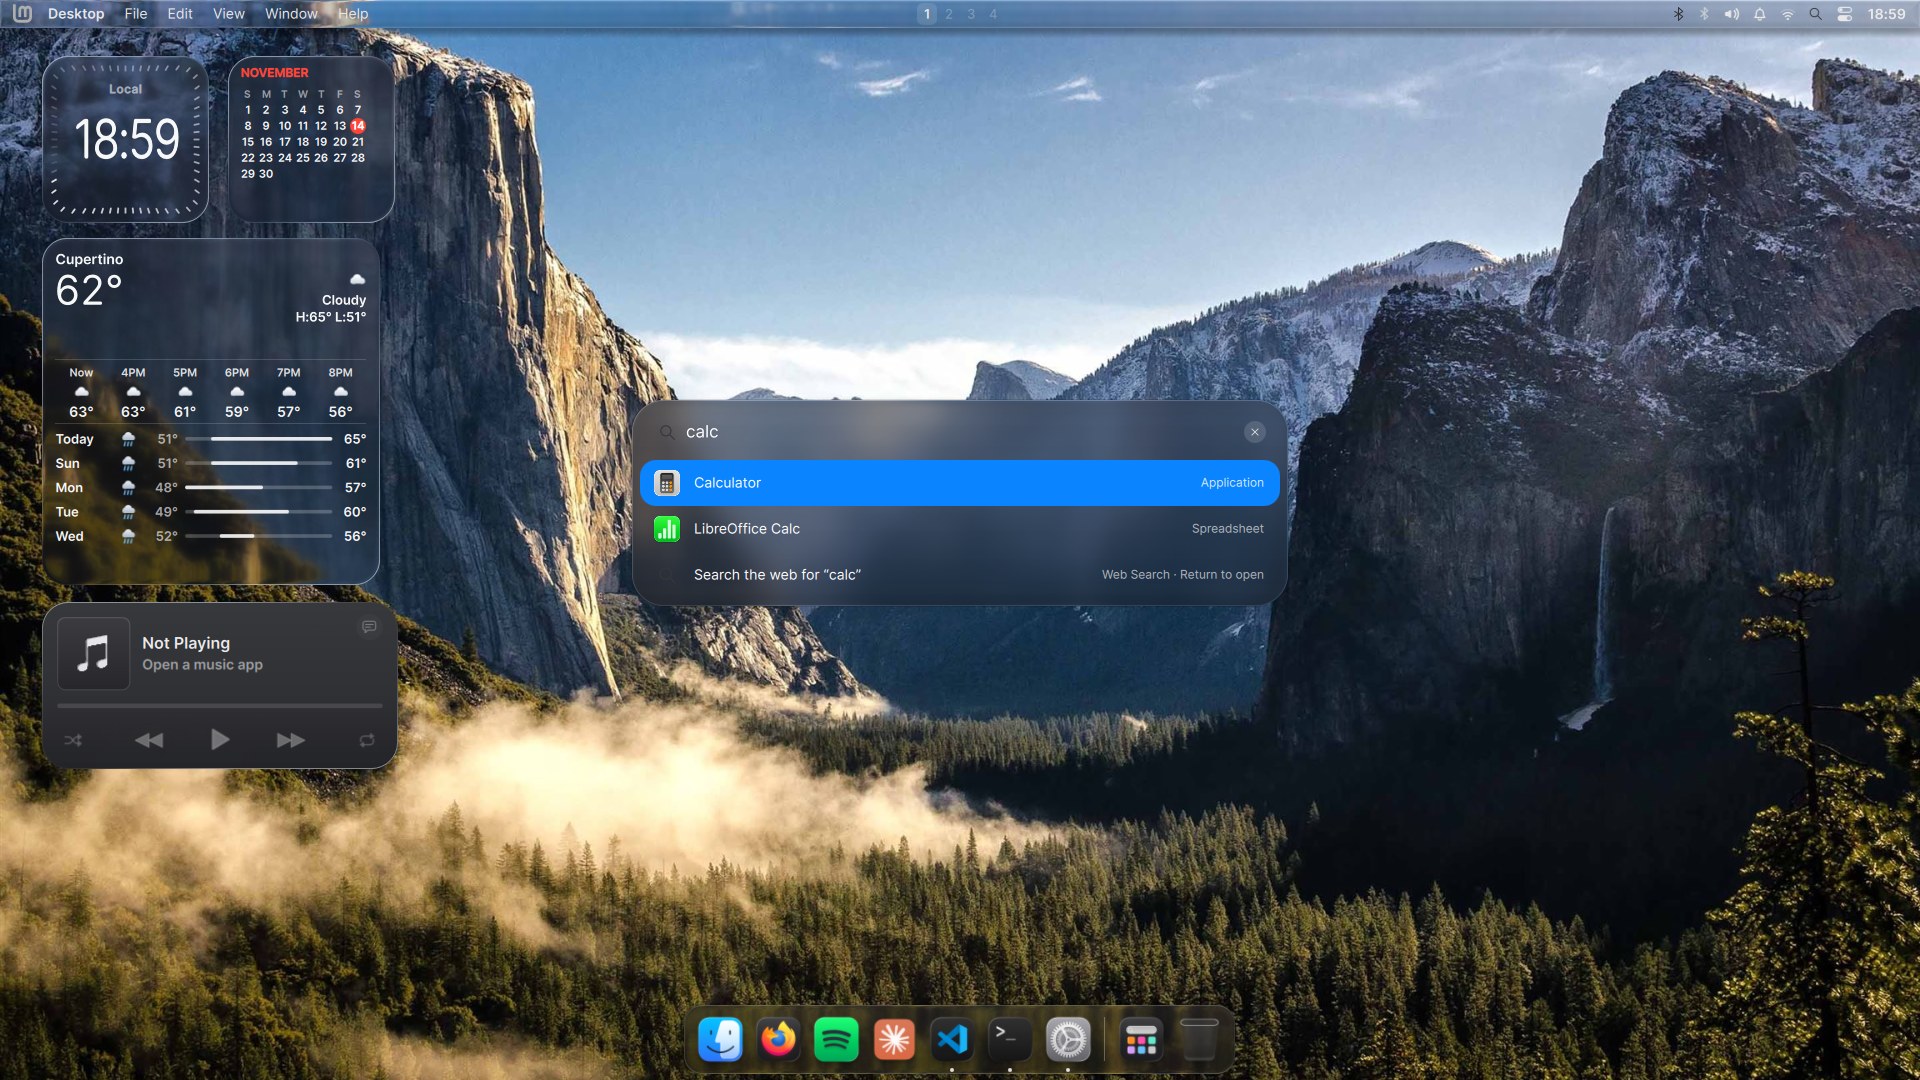 Desktop File Edit View Window Help
1 2 3 4
18:59
Local
18:59
NOVEMBER
S M T W T F S
1 2 3 4 5 6 7
8 9 10 11 12 13 14
15 16 17 18 19 20 21
22 23 24 25 26 27 28
29 30
Cupertino
62°
Cloudy
H:65° L:51°
Now 4PM 5PM 6PM 7PM 8PM
63° 63° 61° 59° 57° 56°
Today 51° 65°
Sun 51° 61°
Mon 48° 57°
Tue 49° 60°
Wed 52° 56°
Not Playing
Open a music app
calc
Calculator Application
LibreOffice Calc Spreadsheet
Search the web for “calc” Web Search · Return to open